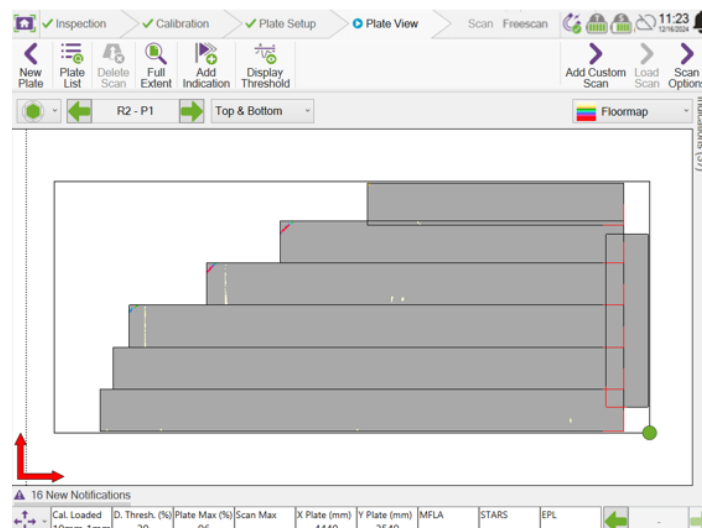 Inspection Calibration Plate Setup Plate View Scan Freescan 11:23
12/16/2024
New Plate
Plate List
Delete Scan
Full Extent
Add Indication
Display Threshold
Add Custom Scan
Load Scan
Scan Options
R2 - P1 Top & Bottom Floormap
16 New Notifications
Cal. Loaded D. Thresh. (%) Plate Max (%) Scan Max X Plate (mm) Y Plate (mm) MFLA STARS EPL